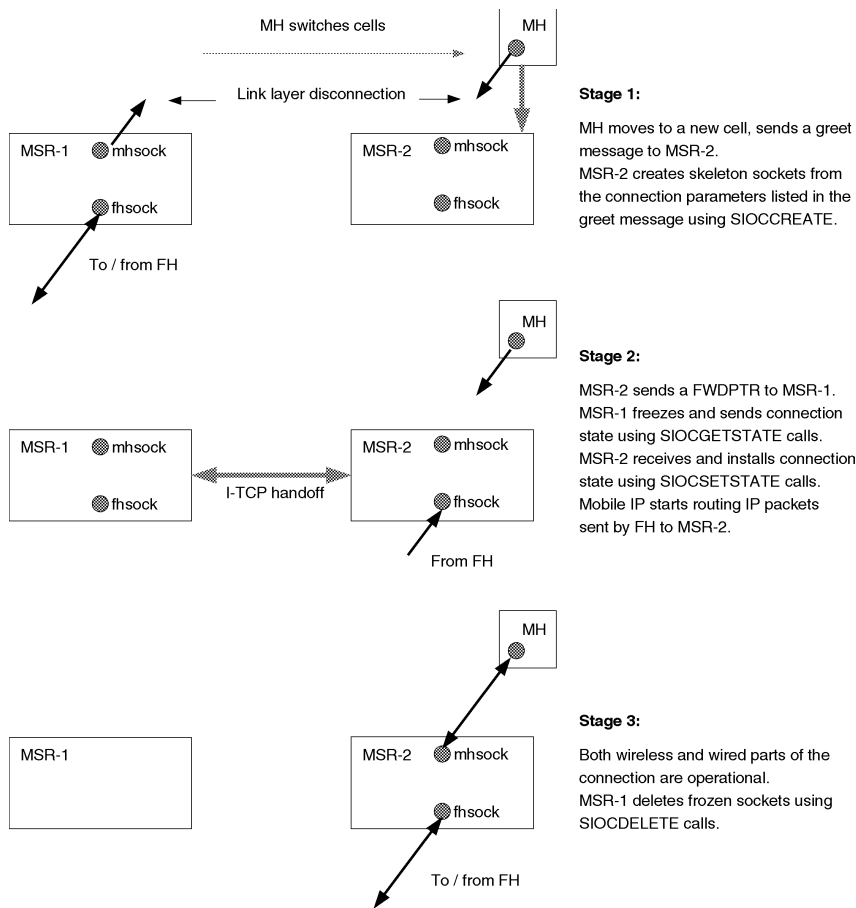 MH switches cells
MH
Link layer disconnection
MSR-1
mhsock
fhsock
To / from FH
MSR-2
mhsock
fhsock
Stage 1:
MH moves to a new cell, sends a greet
message to MSR-2.
MSR-2 creates skeleton sockets from
the connection parameters listed in the
greet message using SIOCCREATE.
MH
MSR-1
mhsock
fhsock
I-TCP handoff
MSR-2
mhsock
fhsock
From FH
Stage 2:
MSR-2 sends a FWDPTR to MSR-1.
MSR-1 freezes and sends connection
state using SIOCGETSTATE calls.
MSR-2 receives and installs connection
state using SIOCSETSTATE calls.
Mobile IP starts routing IP packets
sent by FH to MSR-2.
MH
MSR-1
MSR-2
mhsock
fhsock
To / from FH
Stage 3:
Both wireless and wired parts of the
connection are operational.
MSR-1 deletes frozen sockets using
SIOCDELETE calls.